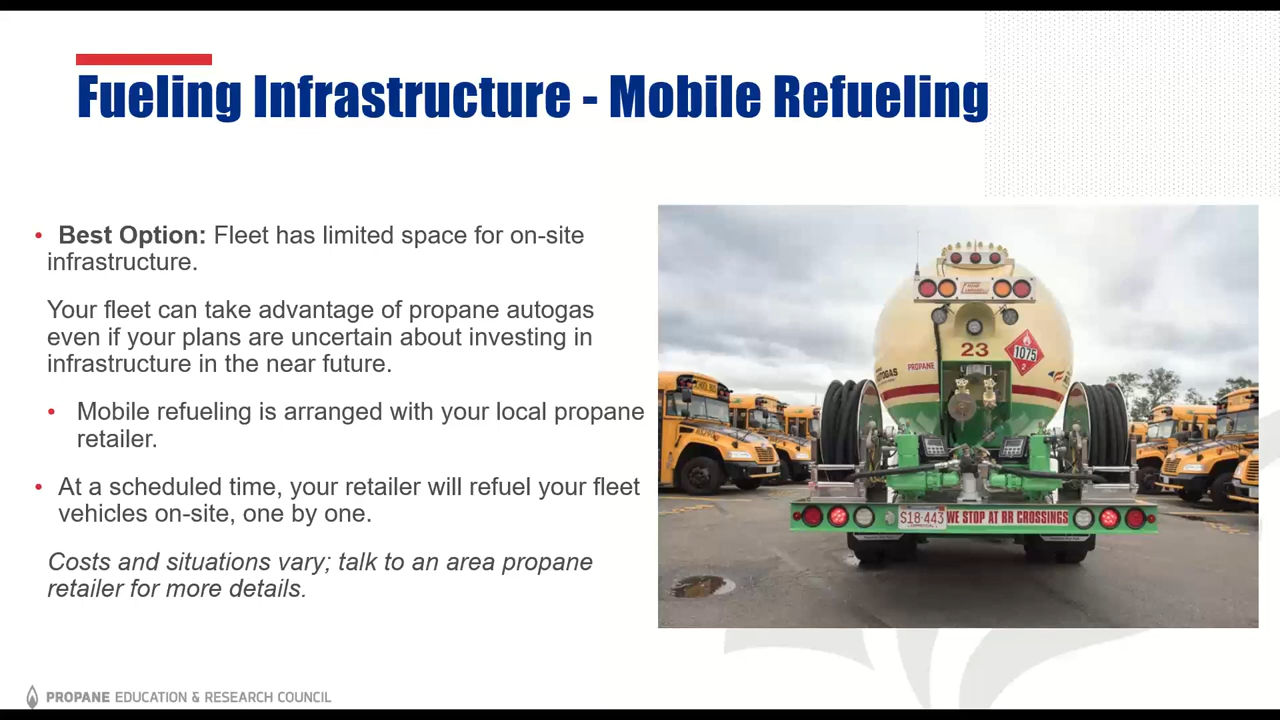 Fueling Infrastructure - Mobile Refueling
• Best Option: Fleet has limited space for on-site
infrastructure.
Your fleet can take advantage of propane autogas
even if your plans are uncertain about investing in
infrastructure in the near future.
• Mobile refueling is arranged with your local propane
retailer.
• At a scheduled time, your retailer will refuel your fleet
vehicles on-site, one by one.
Costs and situations vary; talk to an area propane
retailer for more details.
23
1075
2
PROPANE
SCHOOL BUS
S18·443
WE STOP AT RR CROSSINGS
PROPANE EDUCATION & RESEARCH COUNCIL